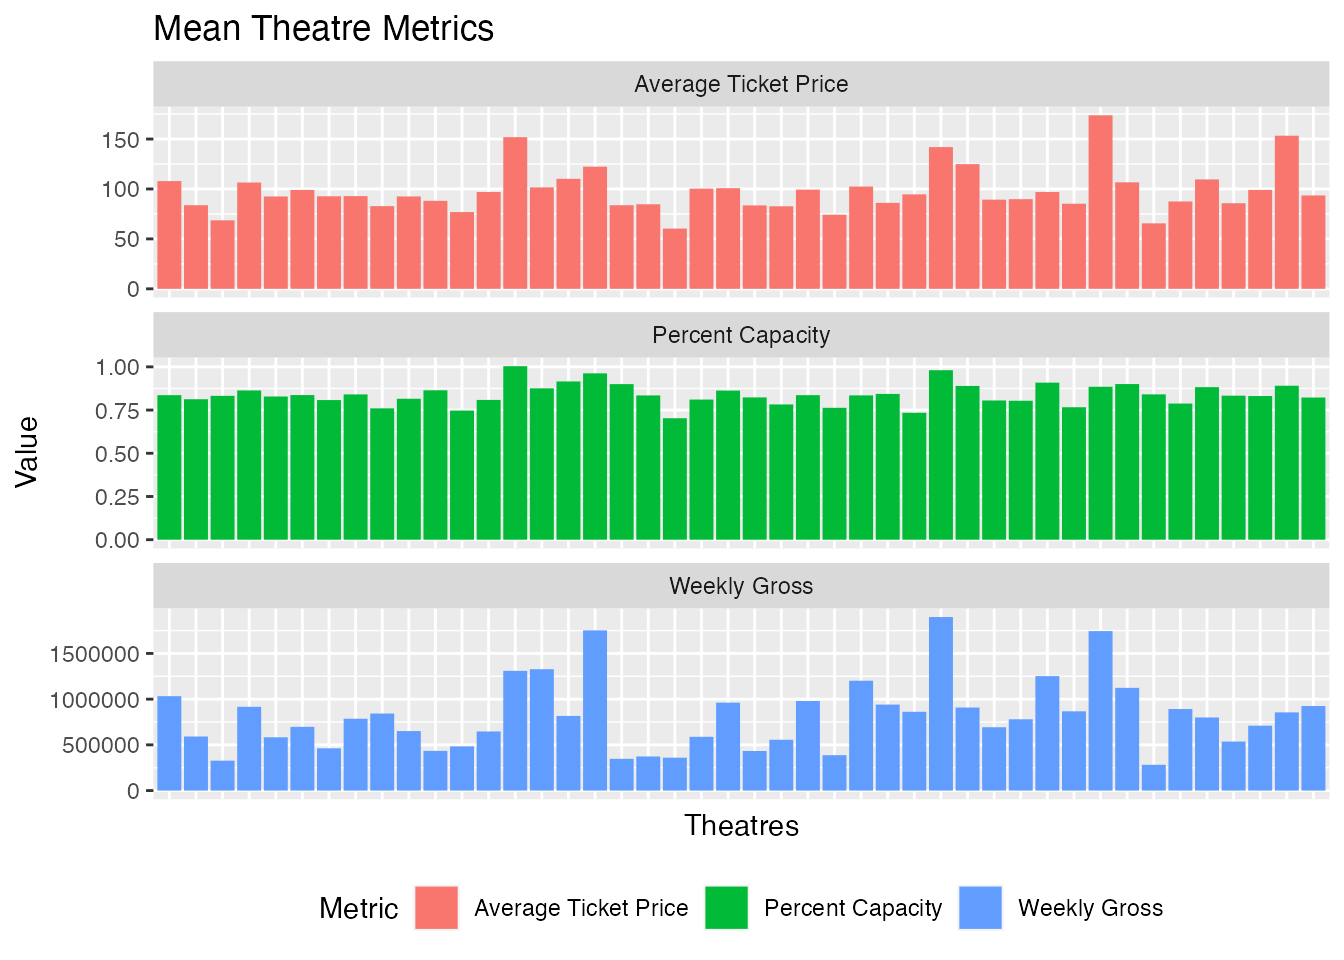 Mean Theatre Metrics
Average Ticket Price
150
100
50
0
Percent Capacity
1.00
0.75
0.50
0.25
0.00
Value
Weekly Gross
1500000
1000000
500000
0
Theatres
Metric Average Ticket Price Percent Capacity Weekly Gross